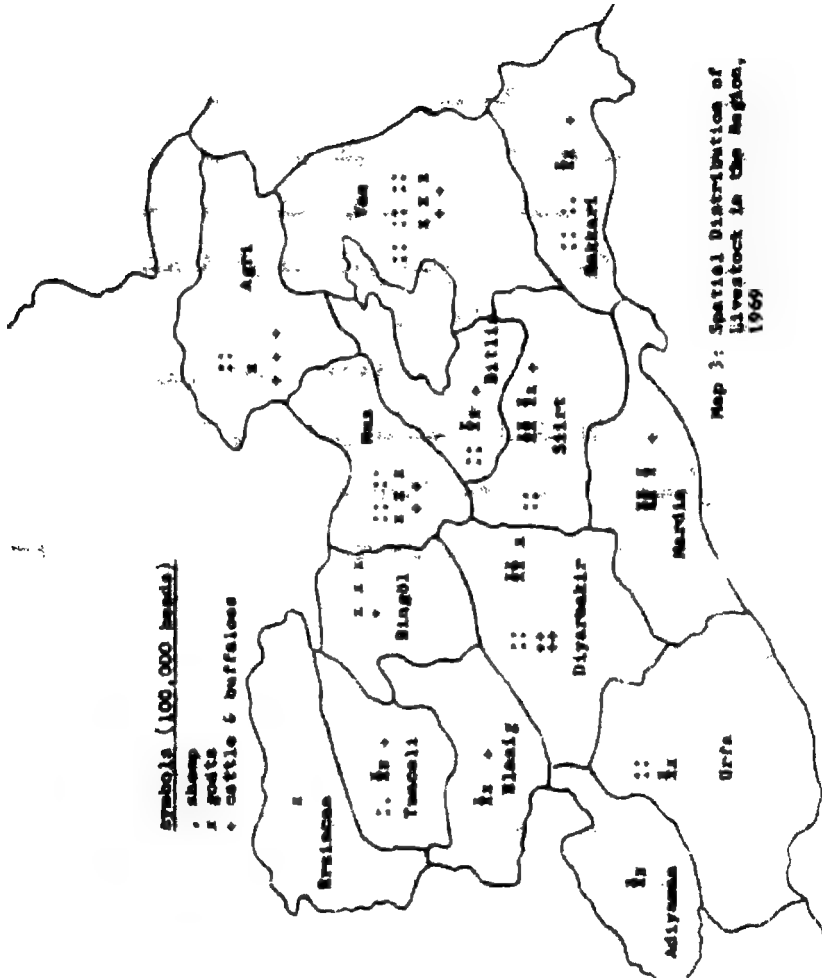 symbols (100,000 heads)
. sheep
x goats
+ cattle & buffaloes
Agri
Van
Hakkari
Mus
Bitlis
Siirt
Bingöl
Diyarbakir
Mardin
Erzincan
Tunceli
Elazig
Urfa
Adiyaman
Map 3: Spatial Distribution of
Livestock in the Region,
1969